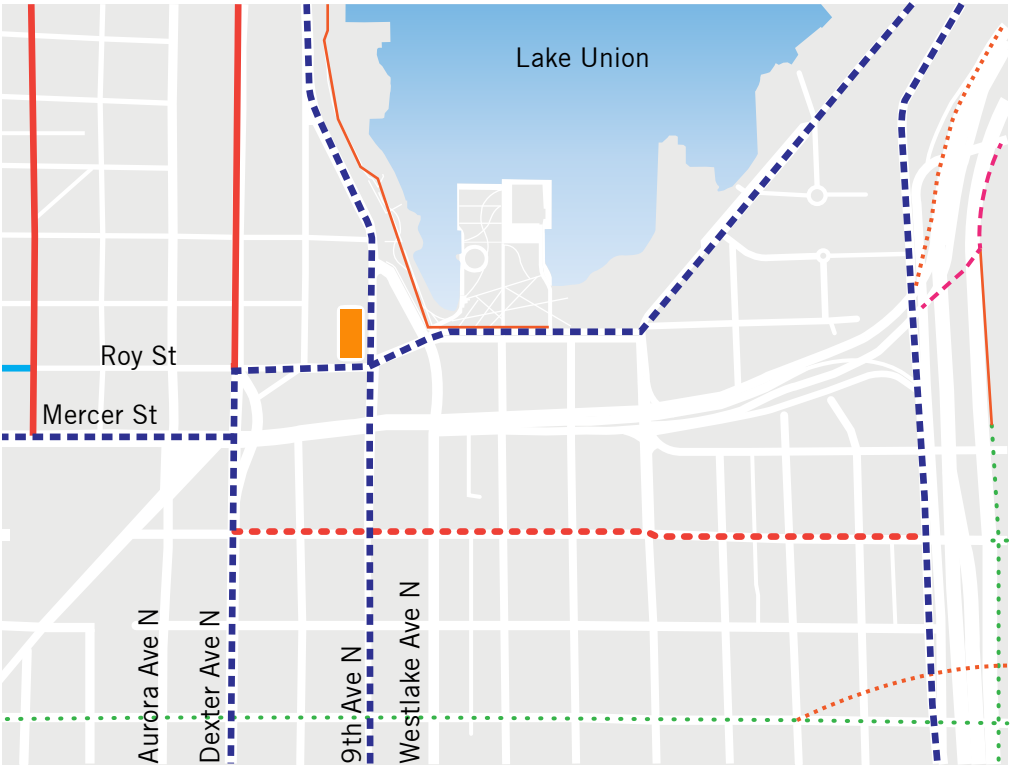 Lake Union
Roy St
Mercer St
Aurora Ave N
Dexter Ave N
9th Ave N
Westlake Ave N